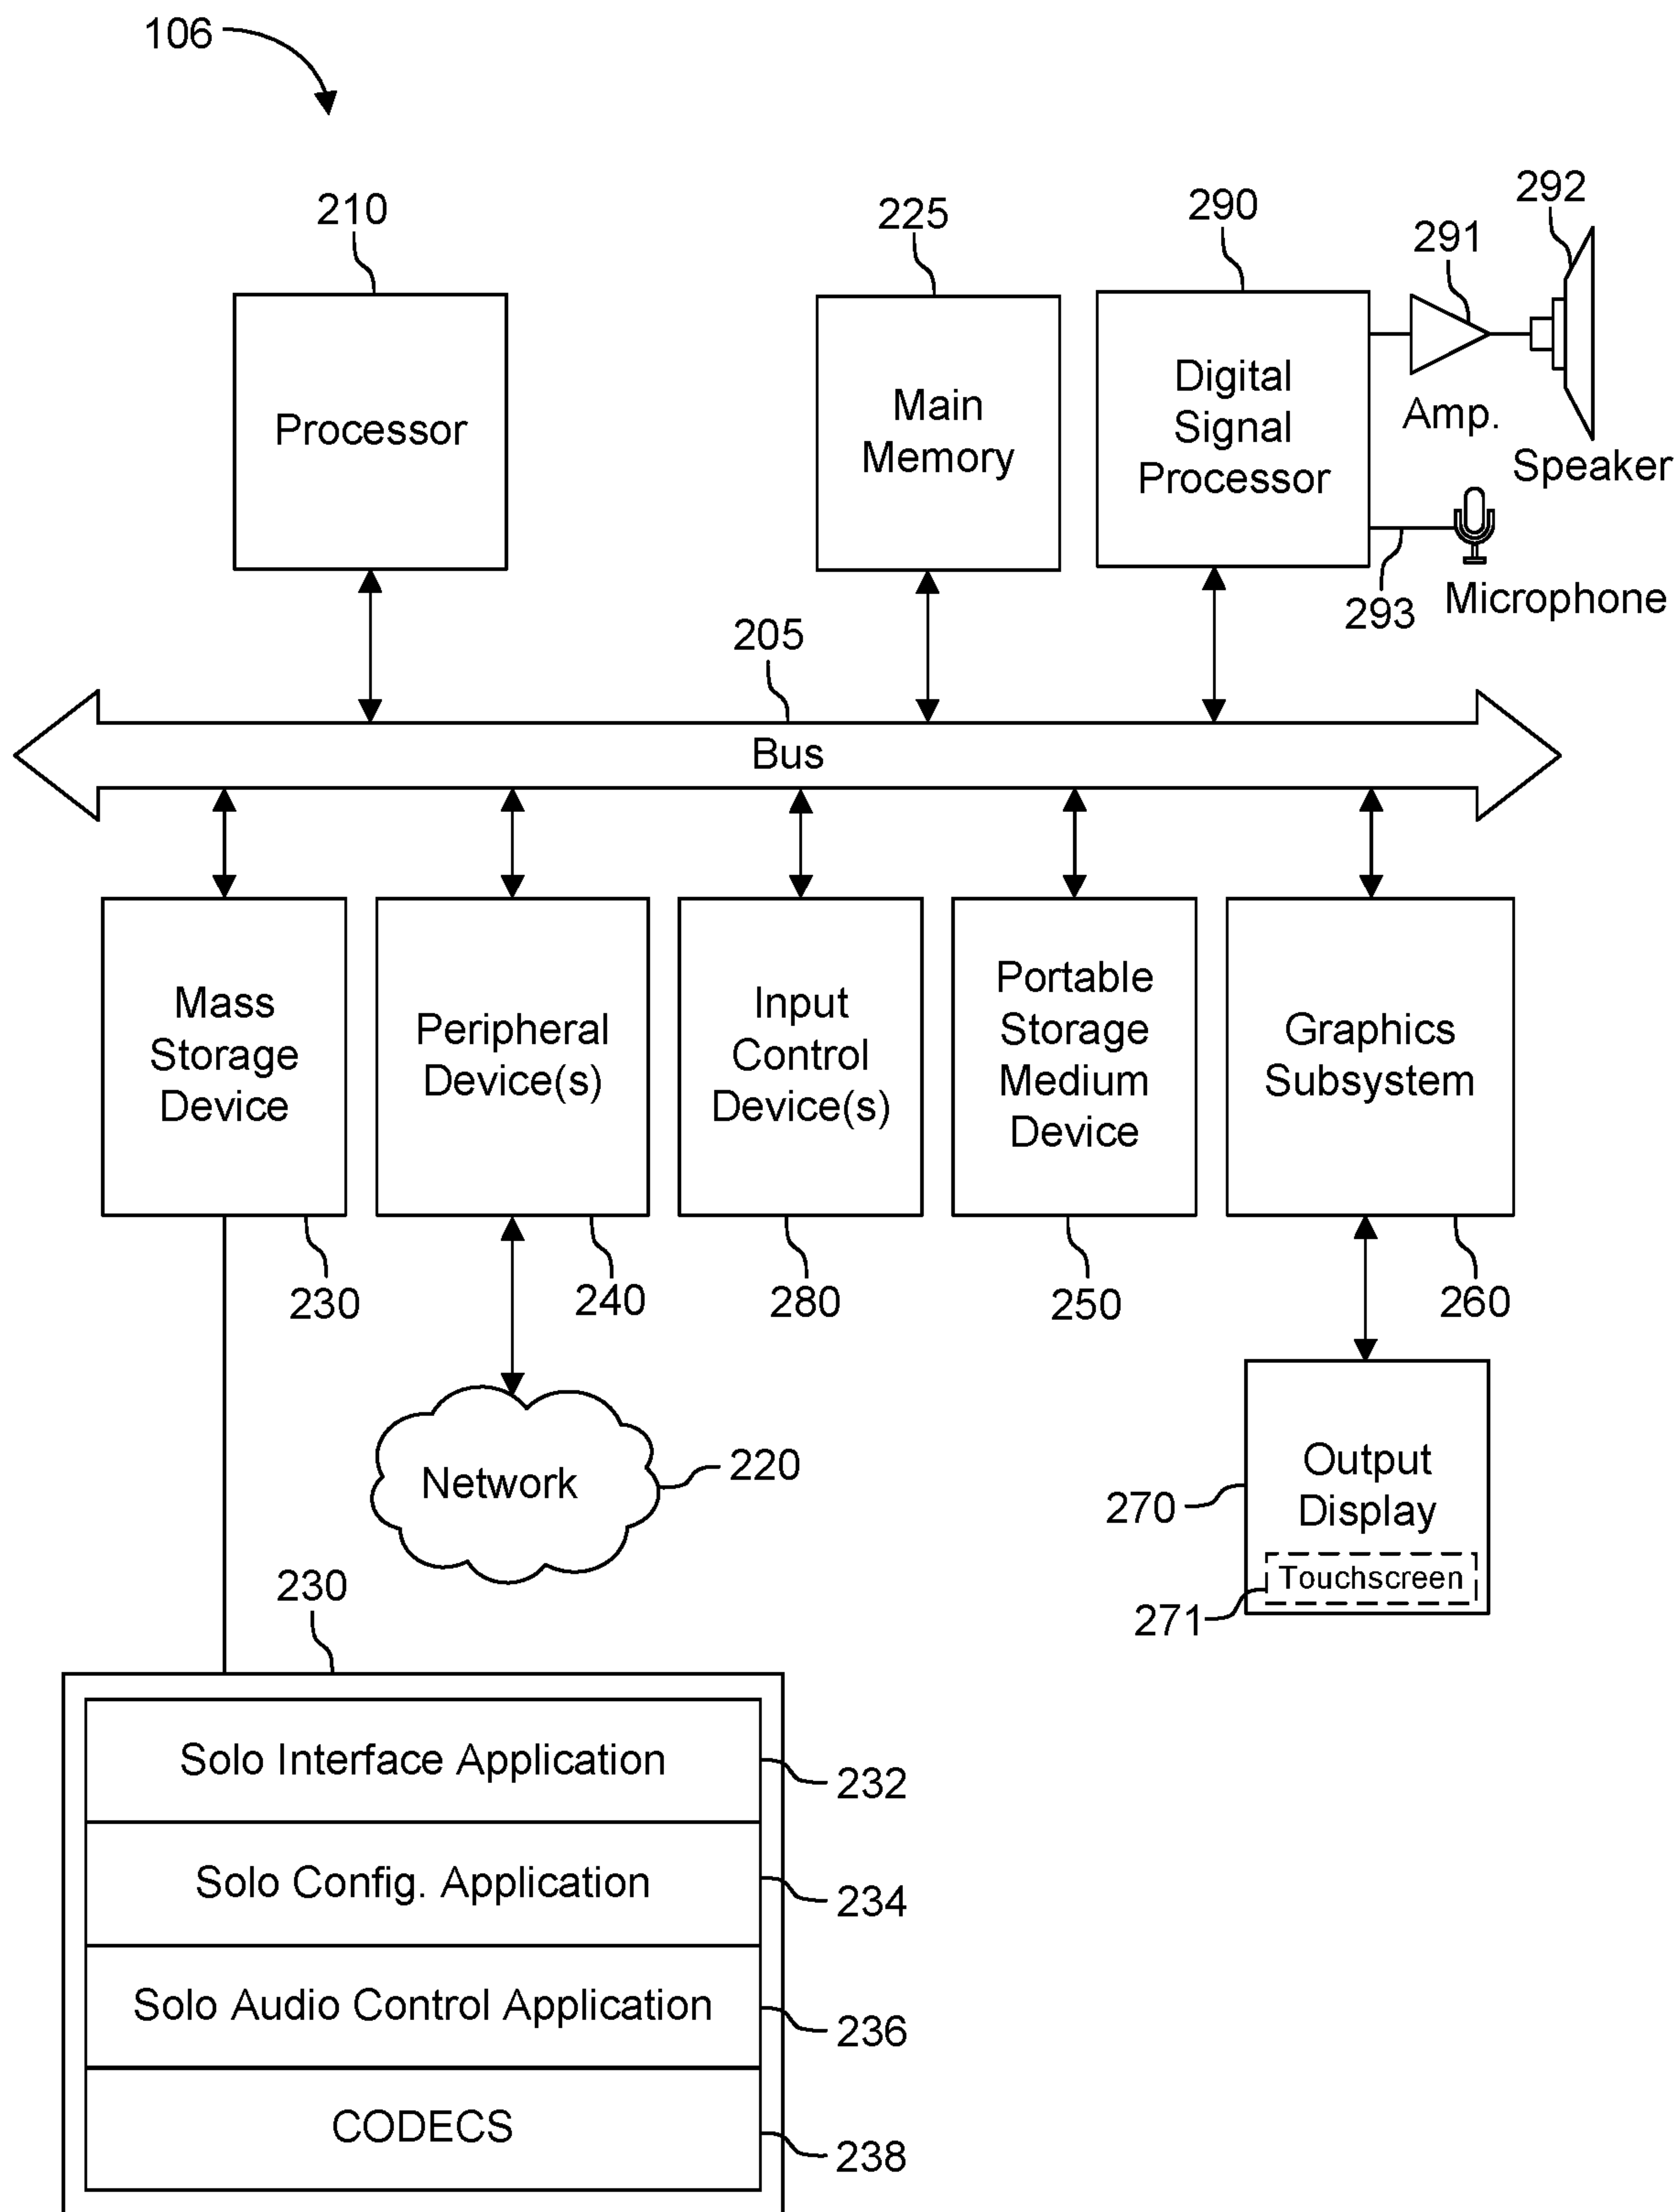 106
210
225
290
291
292
Processor
Main
Memory
Digital
Signal
Processor
Amp.
Speaker
293
Microphone
205
Bus
Mass
Storage
Device
Peripheral
Device(s)
Input
Control
Device(s)
Portable
Storage
Medium
Device
Graphics
Subsystem
230
240
280
250
260
Network
220
Output
Display
270
Touchscreen
271
230
Solo Interface Application
232
Solo Config. Application
234
Solo Audio Control Application
236
CODECS
238